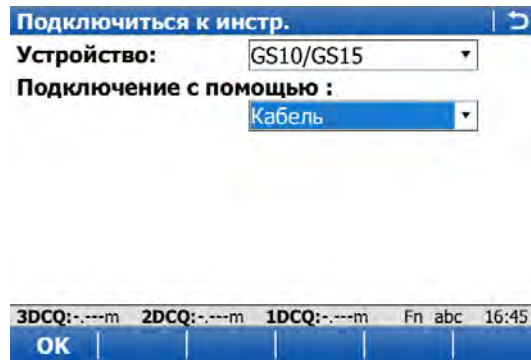 Подключиться к инстр.
Устройство: GS10/GS15
Подключение с помощью :
Кабель
3DCQ:-.---m 2DCQ:-.---m 1DCQ:-.---m Fn abc 16:45
OK